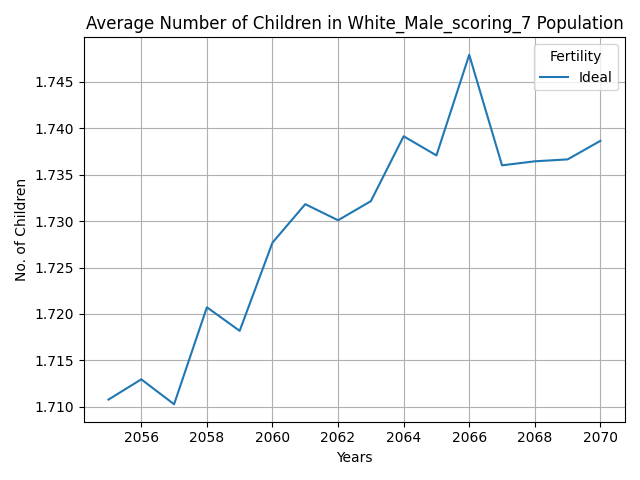 Average Number of Children in White_Male_scoring_7 Population
Fertility
Ideal
1.745
1.740
1.735
1.730
1.725
1.720
1.715
1.710
No. of Children
2056 2058 2060 2062 2064 2066 2068 2070
Years